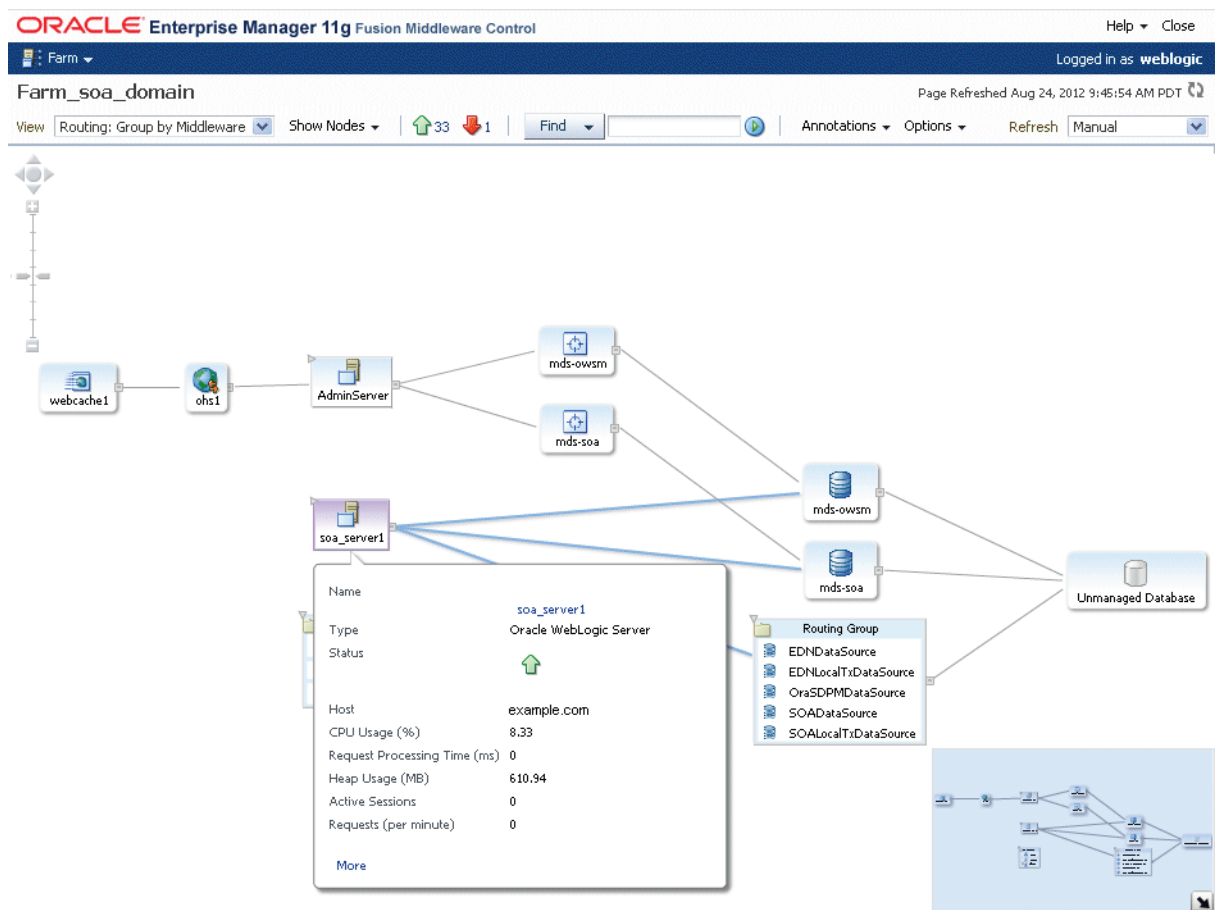 ORACLE Enterprise Manager 11g Fusion Middleware Control
Help Close
Farm
Logged in as weblogic
Farm_soa_domain
Page Refreshed Aug 24, 2012 9:45:54 AM PDT
View Routing: Group by Middleware Show Nodes 33 1 Find Annotations Options Refresh Manual
mds-owsm
webcache1
ohs1
AdminServer
mds-soa
mds-owsm
soa_server1
mds-soa
Unmanaged Database
Name
soa_server1
Type Oracle WebLogic Server
Status
Host example.com
CPU Usage (%) 8.33
Request Processing Time (ms) 0
Heap Usage (MB) 610.94
Active Sessions 0
Requests (per minute) 0
More
Routing Group
EDNDataSource
EDNLocalTxDataSource
OraSDPMDataSource
SOADataSource
SOALocalTxDataSource